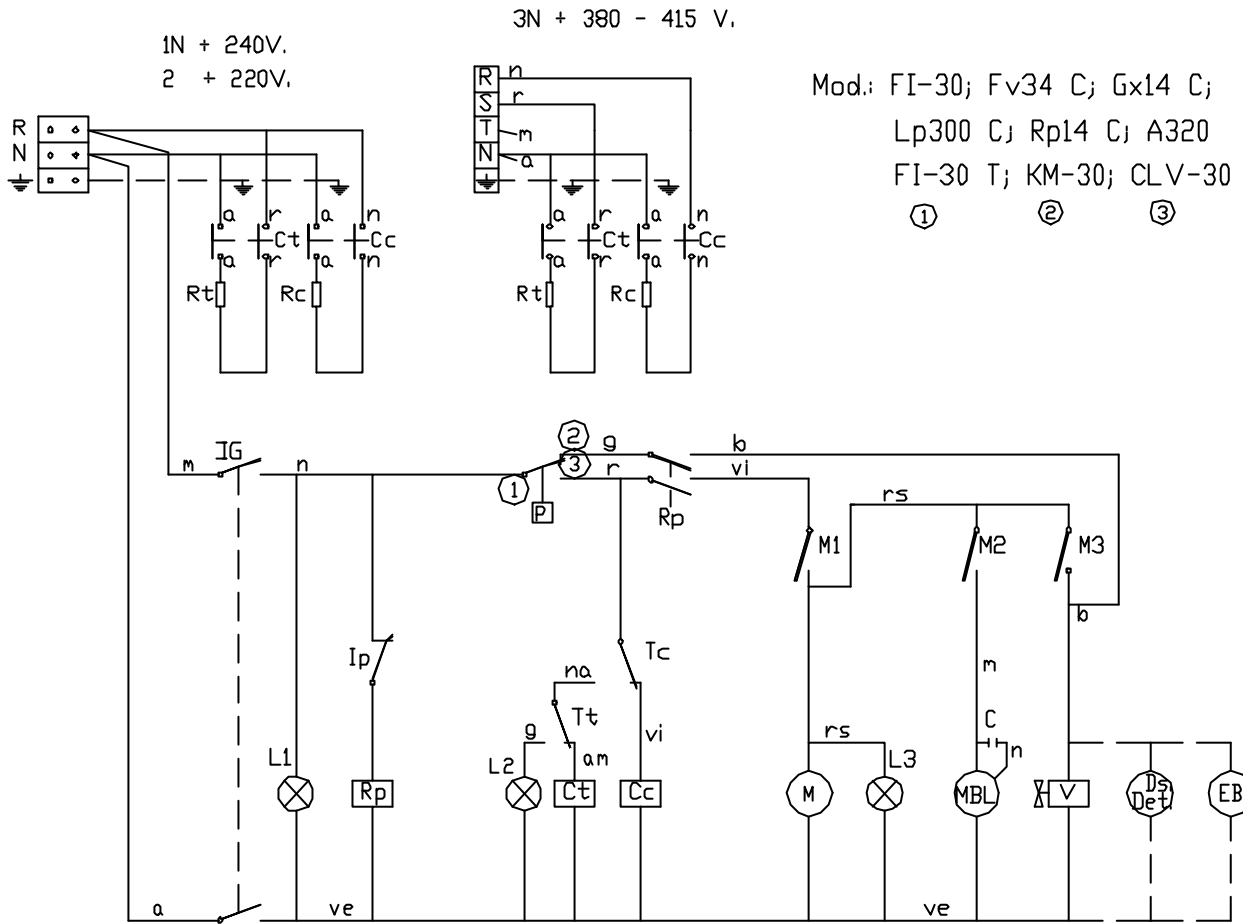 3N + 380 - 415 V.
1N + 240V.
2 + 220V.
Mod.: FI-30; Fv34 C; Gx14 C;
Lp300 C; Rp14 C; A320
FI-30 T; KM-30; CLV-30
1 2 3
R
N
R n
S r
T m
N a
a r a n
Ct Cc
a r a n
Rt Rc
a r a n
Ct Cc
a r a n
Rt Rc
IG
m n
2 g b
3 r vi
1
P
Rp
rs
M1 M2 M3
b
Ip
Tc
na
m
Tt
g
am
vi
rs
C
n
L1
L2
L3
Rp
Ct
Cc
M
MBL
V
Ds.
Det.
EB
a ve ve